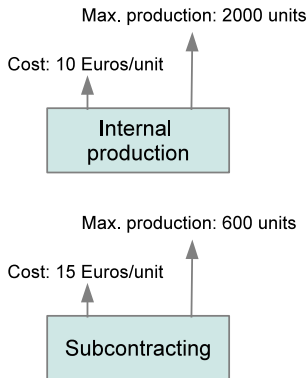 Max. production: 2000 units
Cost: 10 Euros/unit
Internal
production
Max. production: 600 units
Cost: 15 Euros/unit
Subcontracting